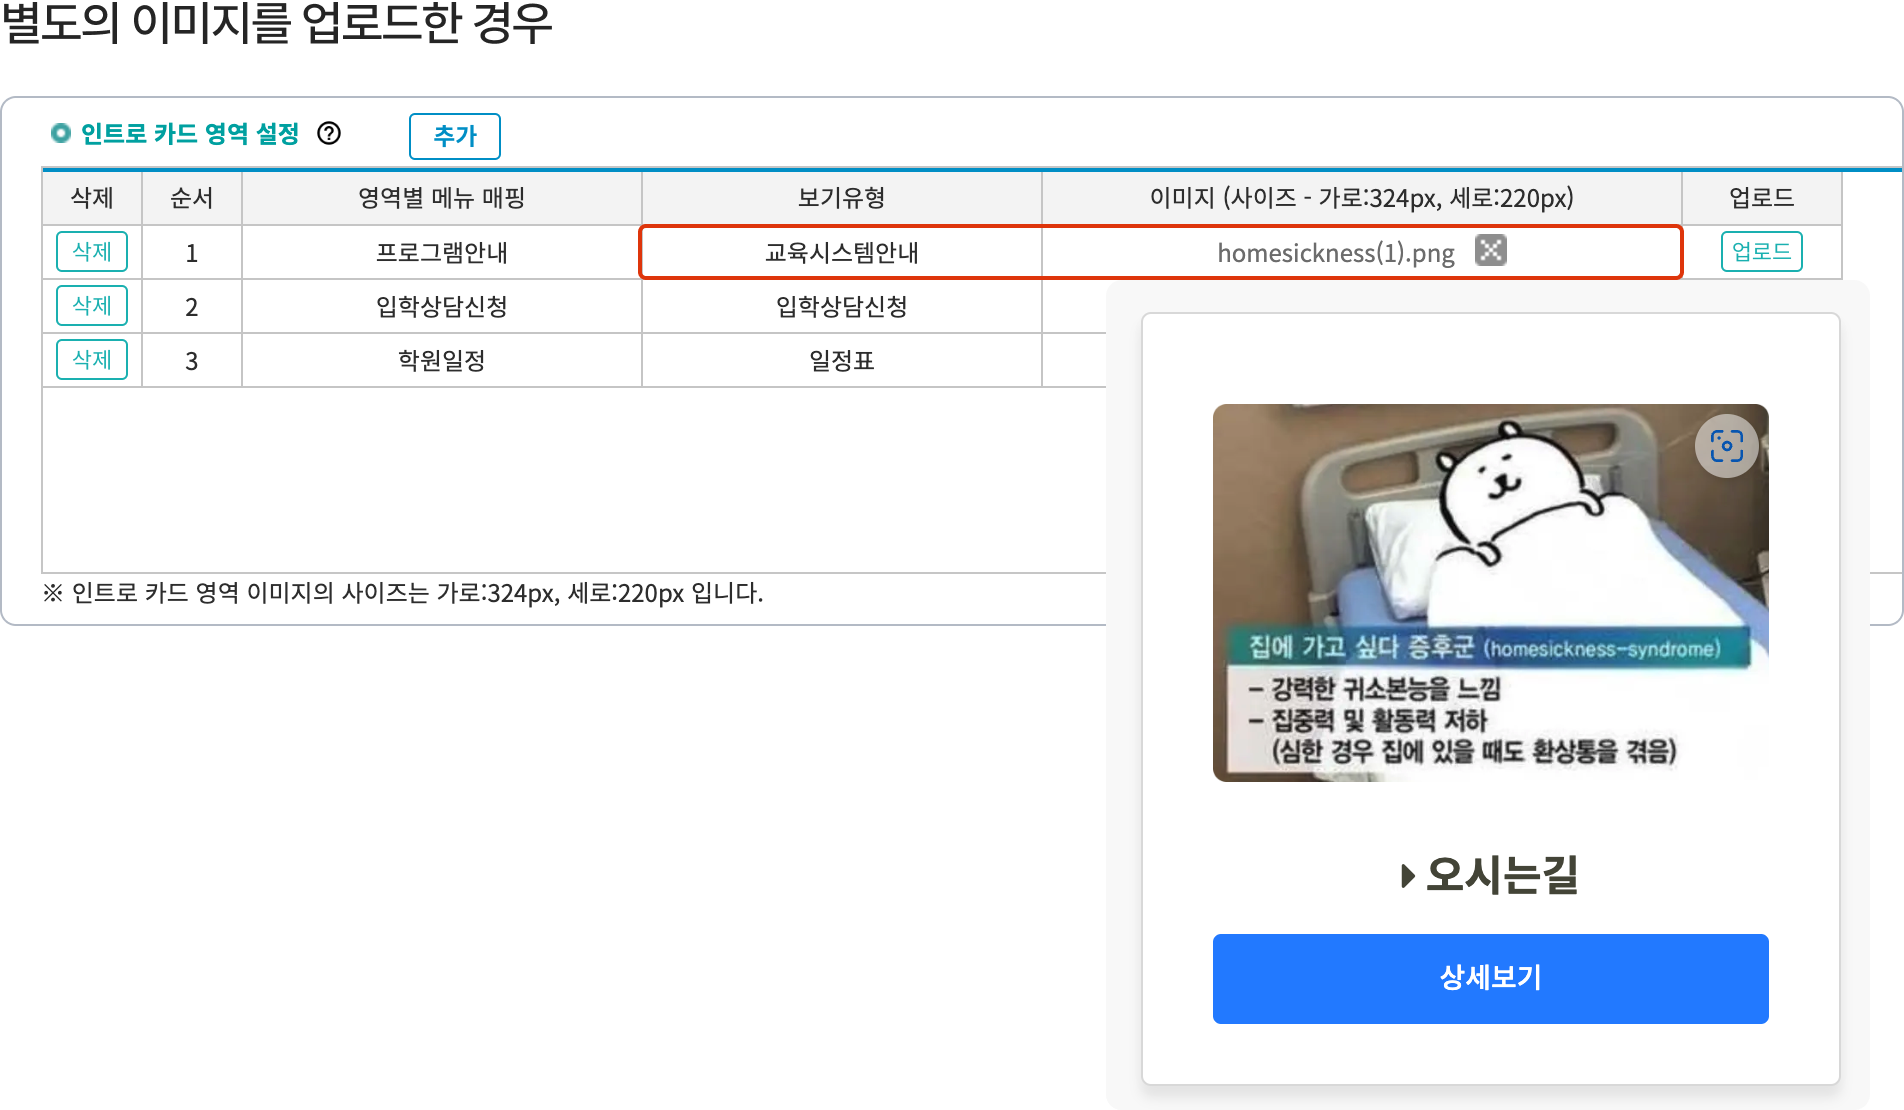 별도의 이미지를 업로드한 경우
인트로 카드 영역 설정
추가
삭제 순서 영역별 메뉴 매핑 보기유형 이미지 (사이즈 - 가로:324px, 세로:220px) 업로드
삭제 1 프로그램안내 교육시스템안내 homesickness(1).png 업로드
삭제 2 입학상담신청 입학상담신청
삭제 3 학원일정 일정표
※ 인트로 카드 영역 이미지의 사이즈는 가로:324px, 세로:220px 입니다.
집에 가고 싶다 증후군 (homesickness-syndrome)
- 강력한 귀소본능을 느낌
- 집중력 및 활동력 저하
(심한 경우 집에 있을 때도 환상통을 겪음)
오시는길
상세보기